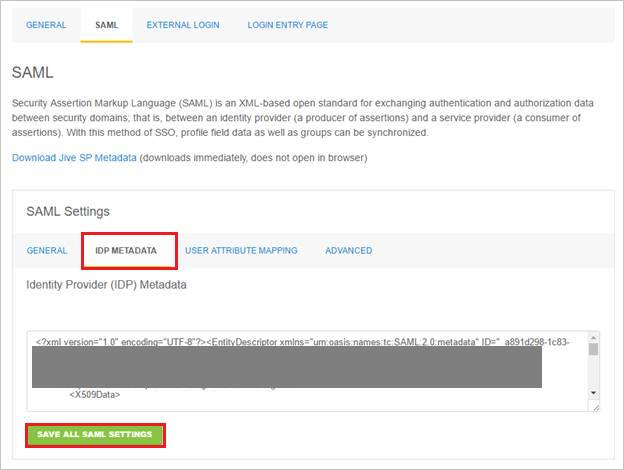 GENERAL SAML EXTERNAL LOGIN LOGIN ENTRY PAGE
SAML
Security Assertion Markup Language (SAML) is an XML-based open standard for exchanging authentication and authorization data
between security domains; that is, between an identity provider (a producer of assertions) and a service provider (a consumer of
assertions). With this method of SSO, profile field data as well as groups can be synchronized.
Download Jive SP Metadata (downloads immediately, does not open in browser)
SAML Settings
GENERAL IDP METADATA USER ATTRIBUTE MAPPING ADVANCED
Identity Provider (IDP) Metadata
<?xml version="1.0" encoding="UTF-8"?><EntityDescriptor xmlns="urn:oasis:names:tc:SAML:2.0:metadata" ID="_a891d298-1c83-
<X509Data>
SAVE ALL SAML SETTINGS